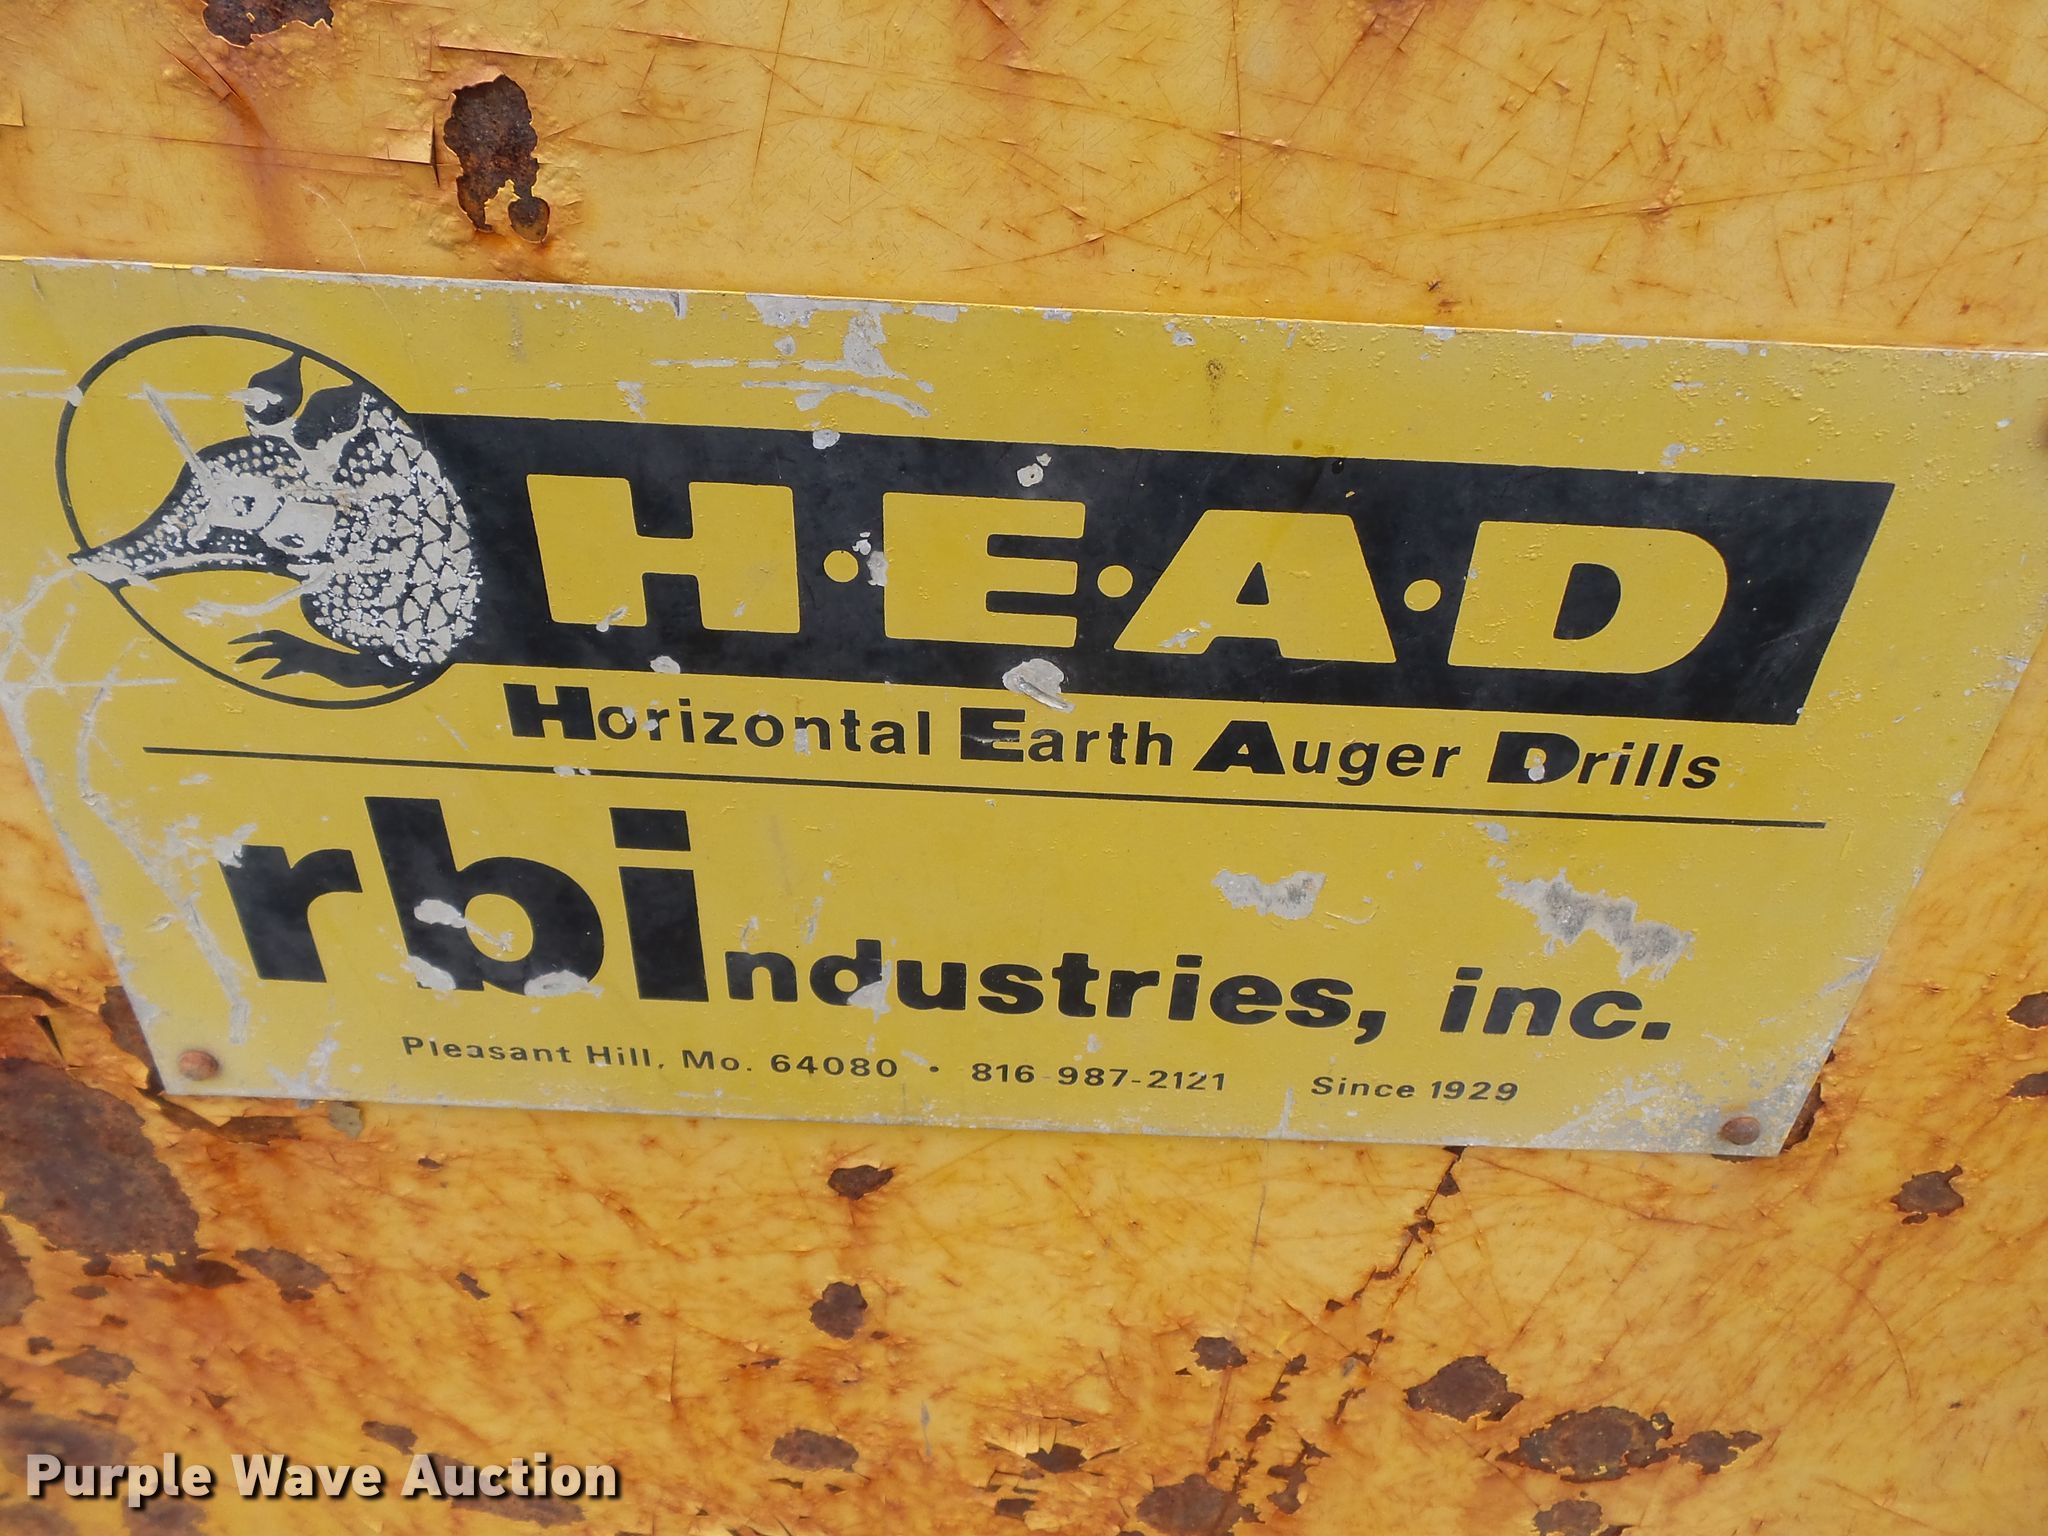 H·E·A·D
Horizontal Earth Auger Drills
rbindustries, inc.
Pleasant Hill, Mo. 64080 • 816-987-2121 Since 1929
Purple Wave Auction